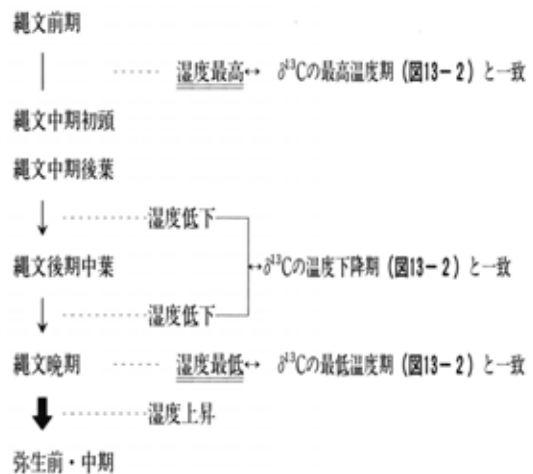 縄文前期
湿度最高↔ δ¹³Cの最高温度期(図13−2)と一致
縄文中期初頭
縄文中期後葉
湿度低下
縄文後期中葉 ↔δ¹³Cの温度下降期(図13−2)と一致
湿度低下
縄文晩期 湿度最低↔ δ¹³Cの最低温度期(図13−2)と一致
湿度上昇
弥生前・中期